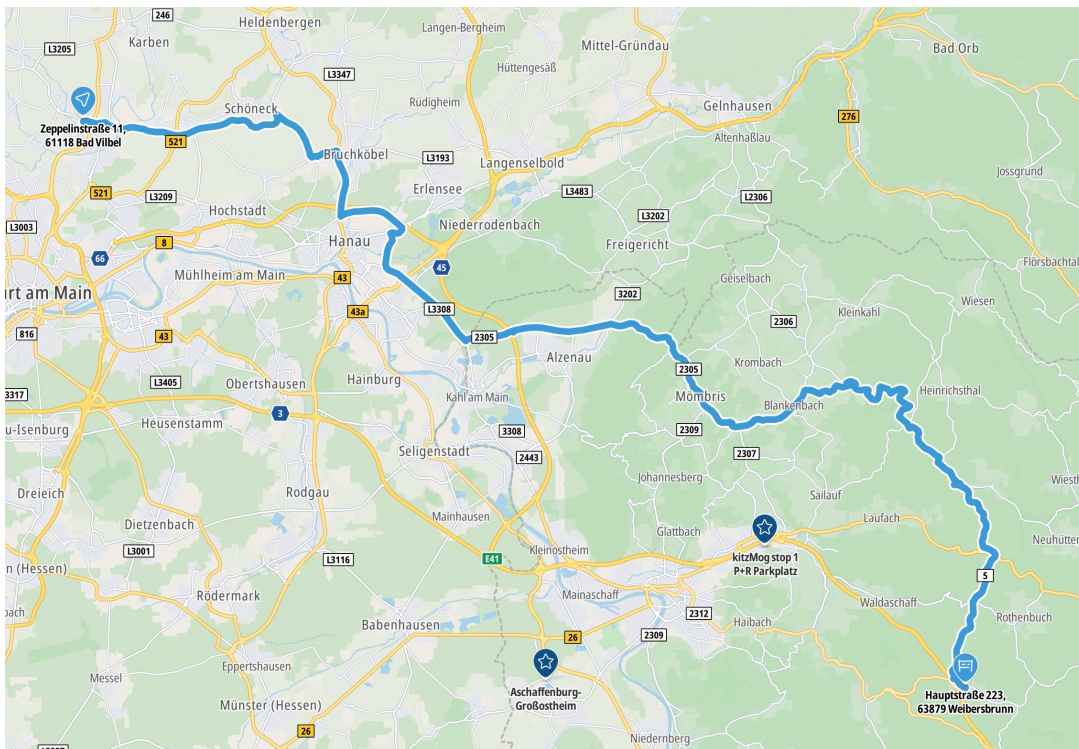 246
Heldenbergen
Langen-Bergheim
L3205
Karben
Mittel-Gründau
Bad Orb
Hüttengesäß
L3347
Rüdigheim
Schöneck
Gelnhausen
276
Altenhaßlau
Zeppelinstraße 11,
61118 Bad Vilbel
521
Bruchköbel
L3193
Langenselbold
Jossgrund
521
L3209
Erlensee
L3483
L2306
Hochstadt
L3202
L3003
Niederrodenbach
8
Hanau
Freigericht
66
45
Flörsbachtal
Mühlheim am Main
43
Geiselbach
urt am Main
3202
Wiesen
43a
L3308
Kleinkahl
2306
816
43
2305
Alzenau
Krombach
2305
L3405
Obertshausen
Hainburg
Heinrichsthal
3317
Kahl am Main
Mömbris
Blankenbach
3
Heusenstamm
u-Isenburg
3308
2309
Seligenstadt
2443
2307
Johannesberg
Dreieich
Rodgau
Sailauf
Wiesth
Mainhausen
Laufach
Dietzenbach
Glattbach
L3001
Kleinostheim
Neuhütten
L3116
E41
kitzMog stop 1
P+R Parkplatz
n (Hessen)
5
Rödermark
Mainaschaff
Waldaschaff
bach
2312
Rothenbuch
Babenhausen
Haibach
26
2309
Eppertshausen
Messel
Aschaffenburg-
Großostheim
Hauptstraße 223,
63879 Weibersbrunn
Münster (Hessen)
26
Niedernberg